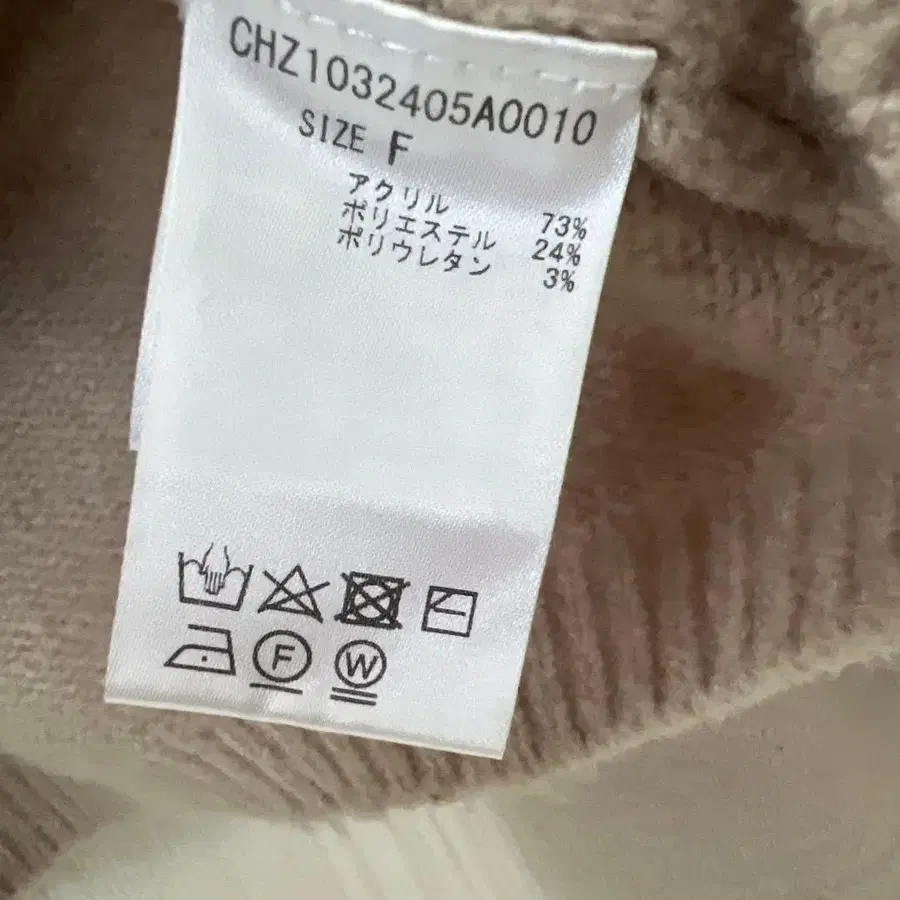 CHZ1032405A0010
SIZE F
アクリル 73%
ポリエステル 24%
ポリウレタン 3%
F W